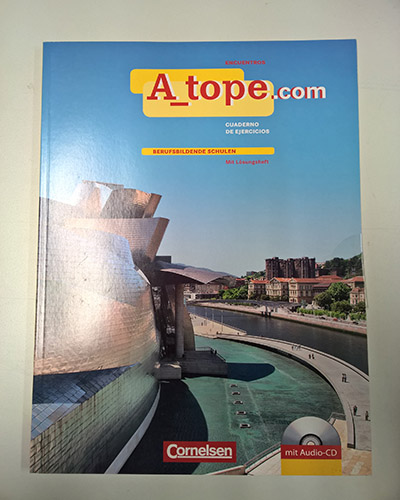 ENCUENTROS
A_tope.com
CUADERNO
DE EJERCICIOS
BERUFSBILDENDE SCHULEN
Mit Lösungsheft
Cornelsen
mit Audio-CD